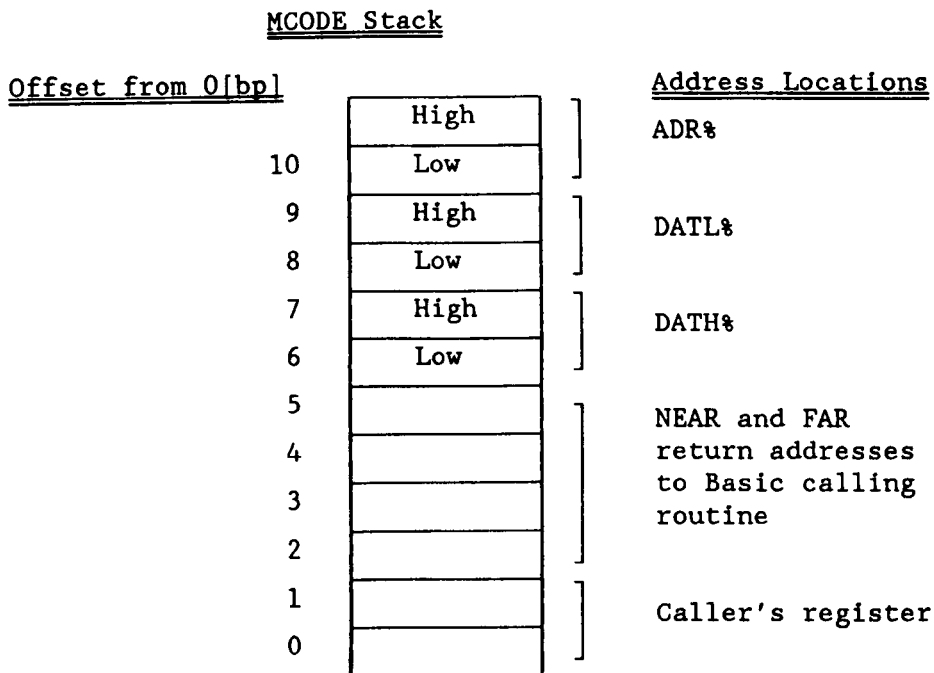 MCODE Stack
Offset from 0[bp]
Address Locations
High
ADR%
10 Low
9 High
DATL%
8 Low
7 High
DATH%
6 Low
5
NEAR and FAR
4
return addresses
to Basic calling
3
routine
2
1
Caller's register
0